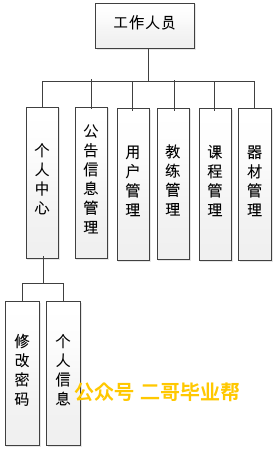 工作人员
个人中心
公告信息管理
用户管理
教练管理
课程管理
器材管理
修改密码
个人信息
公众号 二哥毕业帮